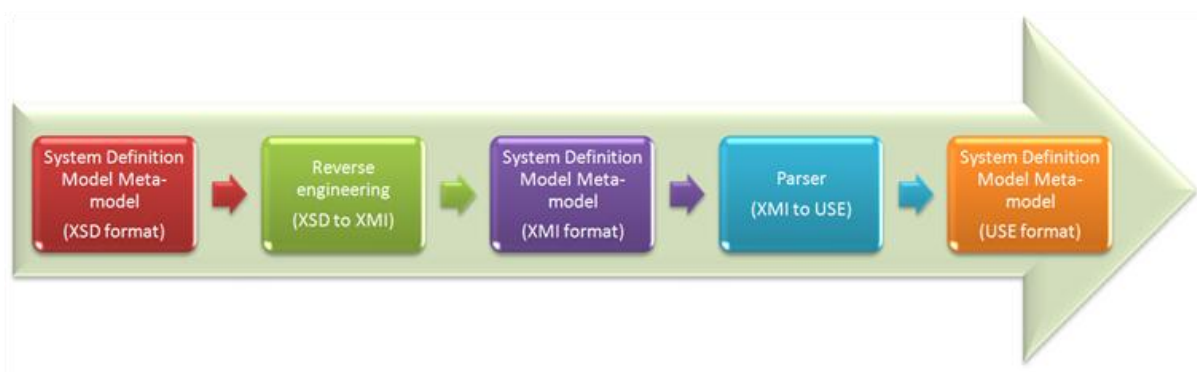 System Definition
Model Meta-
model
(XSD format)
Reverse
engineering
(XSD to XMI)
System Definition
Model Meta-
model
(XMI format)
Parser
(XMI to USE)
System Definition
Model Meta-
model
(USE format)